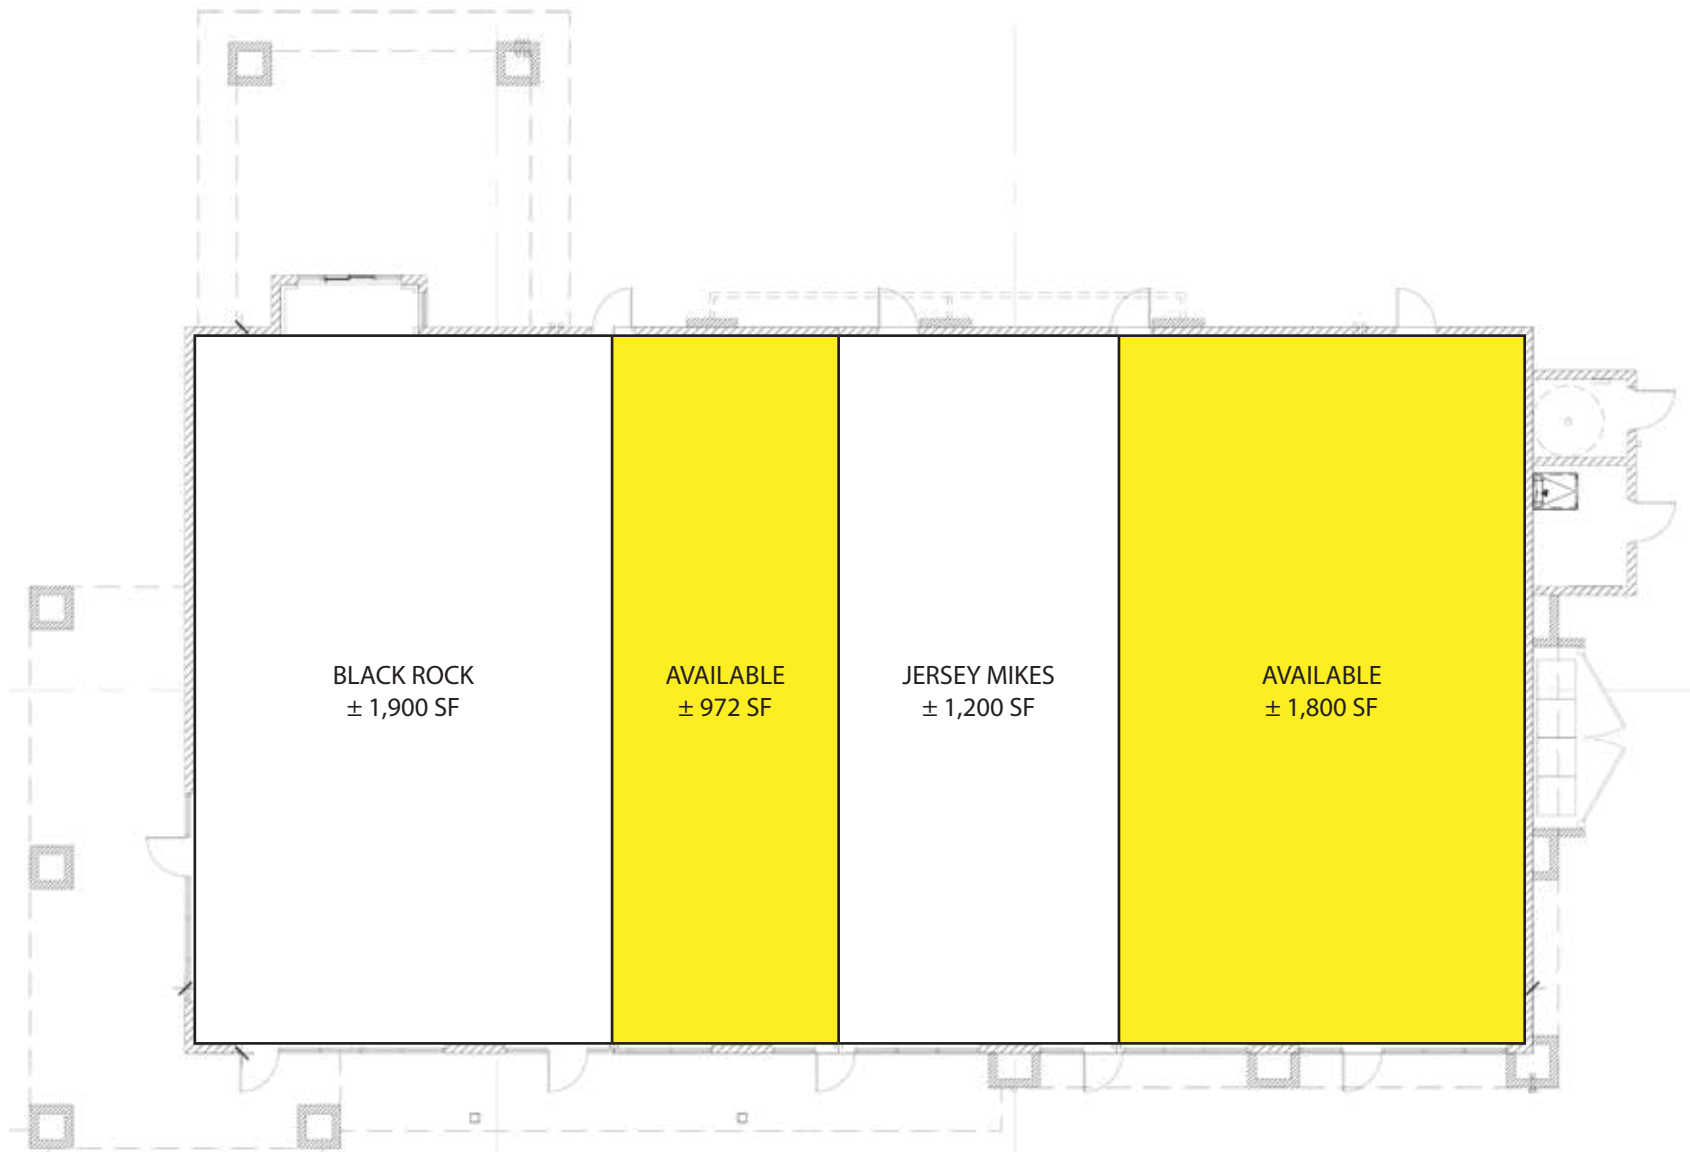 BLACK ROCK
± 1,900 SF
AVAILABLE
± 972 SF
JERSEY MIKES
± 1,200 SF
AVAILABLE
± 1,800 SF